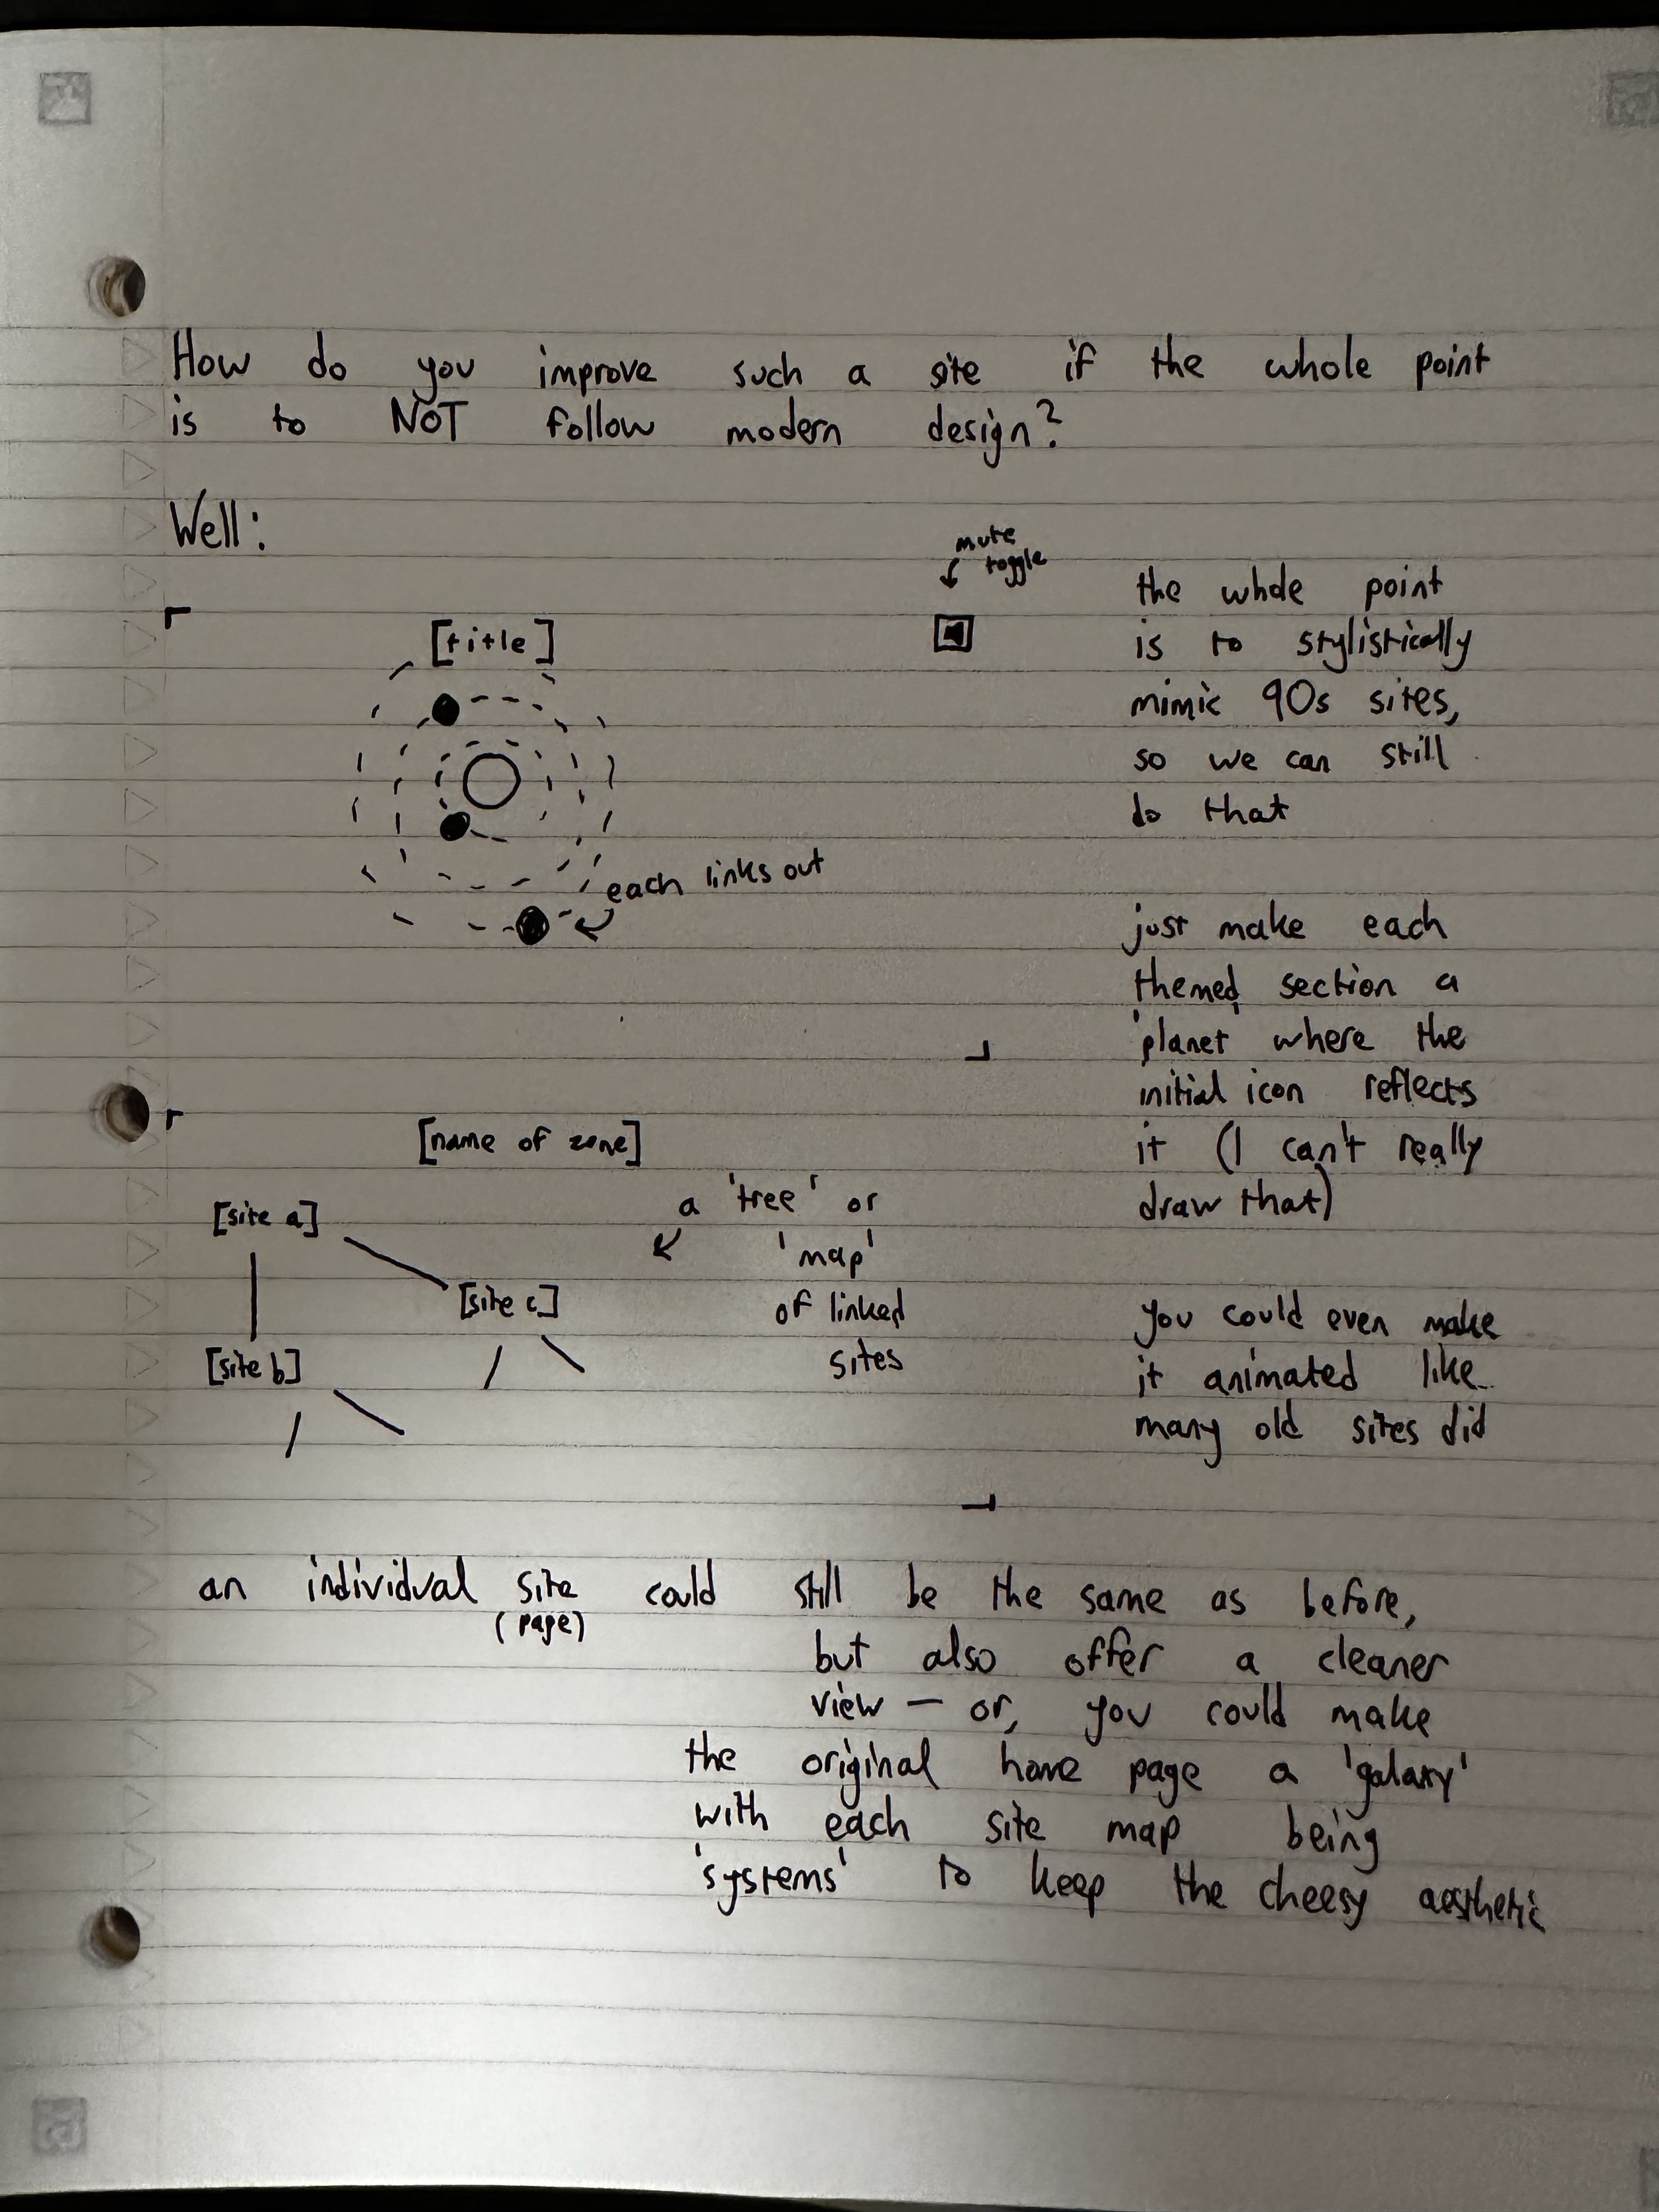 How do you improve such a site if the whole point
is to NOT follow modern design?
Well:
mute
toggle
[title]
each links out
the whole point
is to stylistically
mimic 90s sites,
so we can still
do that
just make each
themed section a
'planet' where the
initial icon reflects
it (I can't really
draw that)
[name of zone]
[site a]
[site c]
[site b]
a 'tree' or
'map'
of linked
sites
you could even make
it animated like
many old sites did
an individual site could still be the same as before,
(page)
but also offer a cleaner
view — or, you could make
the original home page a 'galaxy'
with each site map being
'systems' to keep the cheesy aesthetic